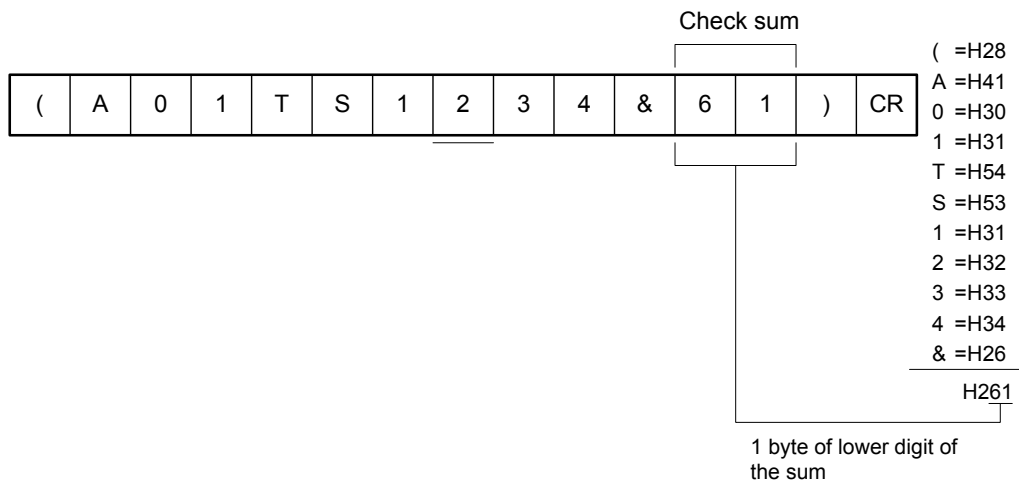 Check sum
( A 0 1 T S 1 2 3 4 & 6 1 ) CR
( =H28
A =H41
0 =H30
1 =H31
T =H54
S =H53
1 =H31
2 =H32
3 =H33
4 =H34
& =H26
H261
1 byte of lower digit of
the sum